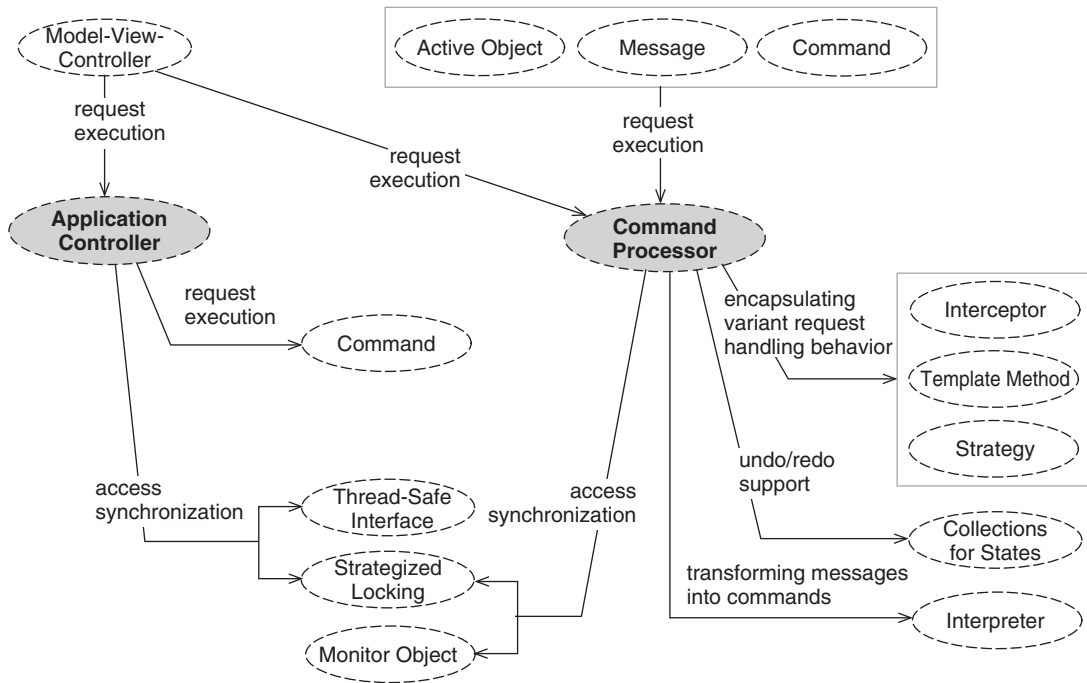 Model-View-
Controller
Active Object
Message
Command
request
execution
request
execution
request
execution
Application
Controller
Command
Processor
request
execution
Command
encapsulating
variant request
handling behavior
Interceptor
Template Method
Strategy
access
synchronization
Thread-Safe
Interface
Strategized
Locking
Monitor Object
access
synchronization
undo/redo
support
Collections
for States
transforming messages
into commands
Interpreter